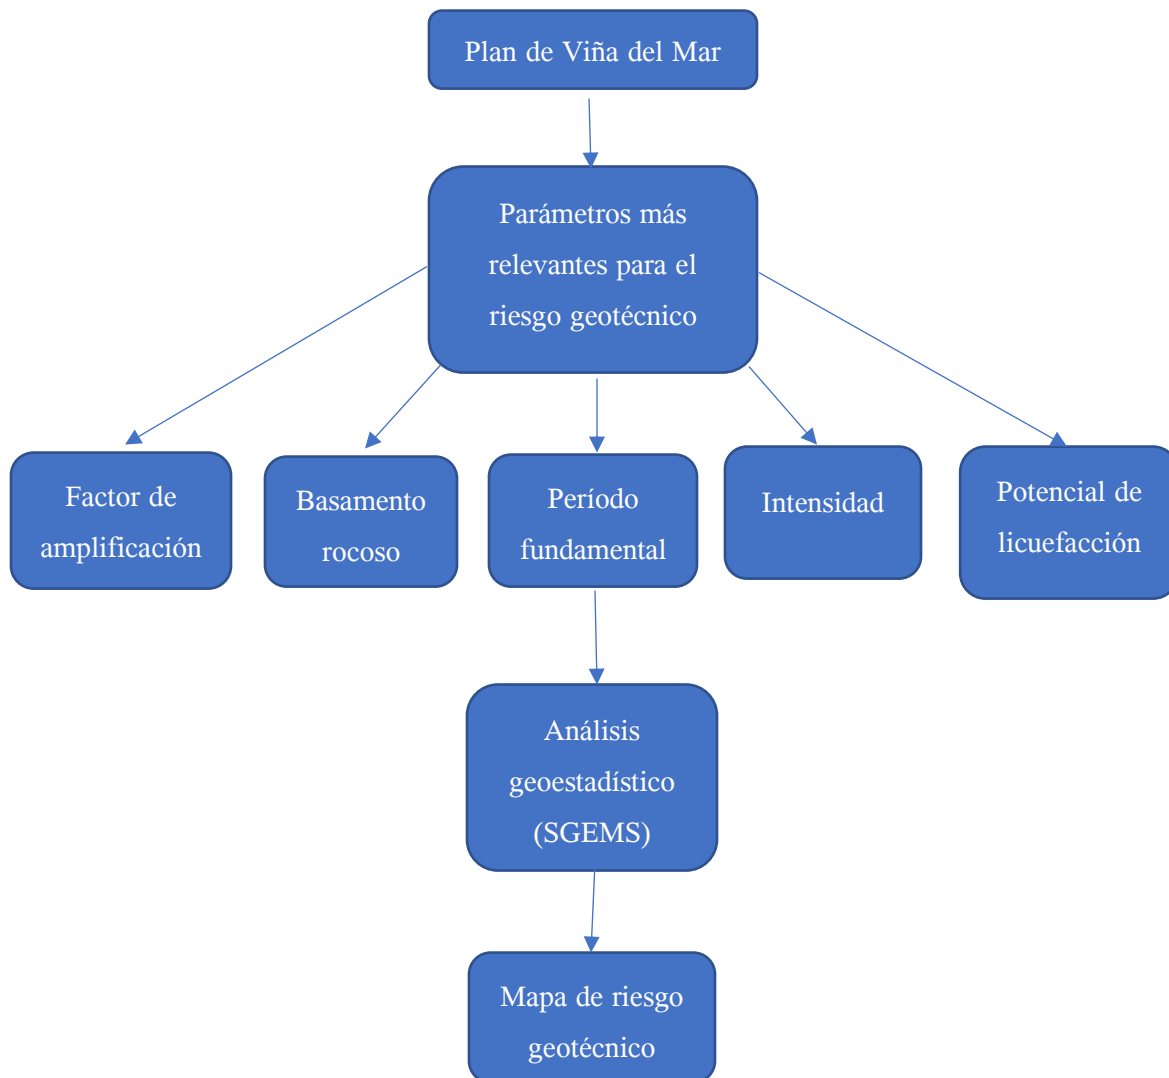 Plan de Viña del Mar
Parámetros más
relevantes para el
riesgo geotécnico
Factor de
amplificación
Basamento
rocoso
Período
fundamental
Intensidad
Potencial de
licuefacción
Análisis
geoestadístico
(SGEMS)
Mapa de riesgo
geotécnico